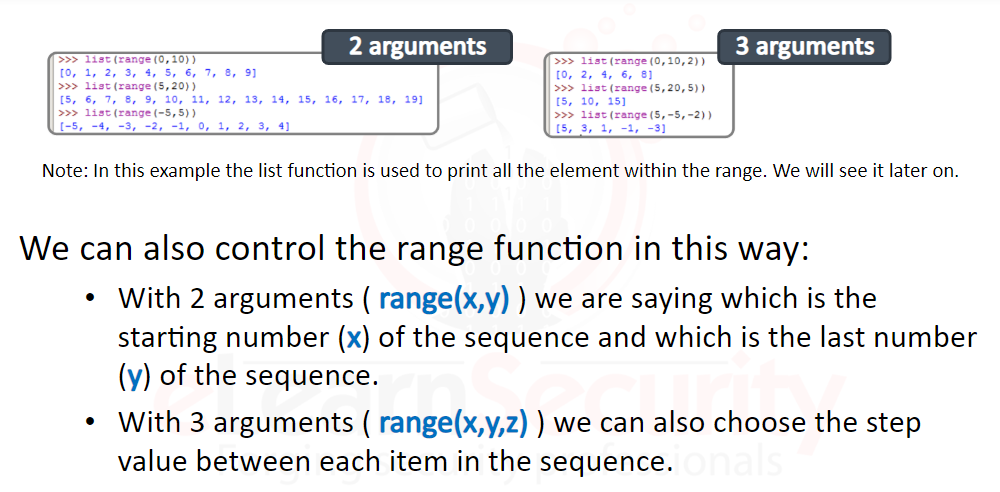 2 arguments
>>> list(range(0,10))
[0, 1, 2, 3, 4, 5, 6, 7, 8, 9]
>>> list(range(5,20))
[5, 6, 7, 8, 9, 10, 11, 12, 13, 14, 15, 16, 17, 18, 19]
>>> list(range(-5,5))
[-5, -4, -3, -2, -1, 0, 1, 2, 3, 4]
3 arguments
>>> list(range(0,10,2))
[0, 2, 4, 6, 8]
>>> list(range(5,20,5))
[5, 10, 15]
>>> list(range(5,-5,-2))
[5, 3, 1, -1, -3]
Note: In this example the list function is used to print all the element within the range. We will see it later on.
We can also control the range function in this way:
• With 2 arguments ( range(x,y) ) we are saying which is the
starting number (x) of the sequence and which is the last number
(y) of the sequence.
• With 3 arguments ( range(x,y,z) ) we can also choose the step
value between each item in the sequence.
eLearnSecurity